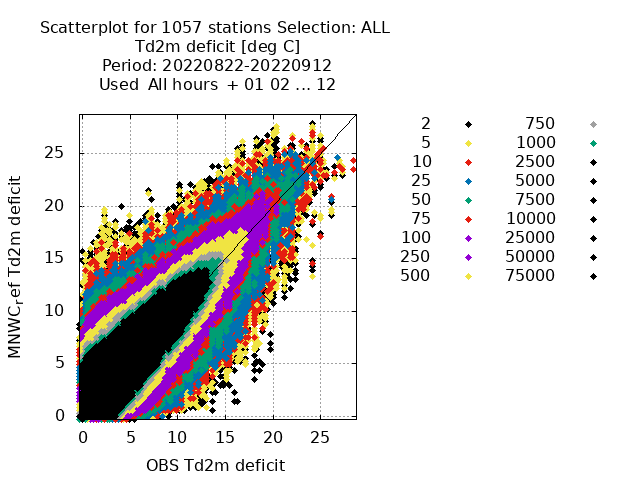 Scatterplot for 1057 stations Selection: ALL
Td2m deficit [deg C]
Period: 20220822-20220912
Used  All hours  + 01 02 ... 12
MNWC_ref Td2m deficit
25
20
15
10
5
0
0 5 10 15 20 25
OBS Td2m deficit
2 750
5 1000
10 2500
25 5000
50 7500
75 10000
100 25000
250 50000
500 75000